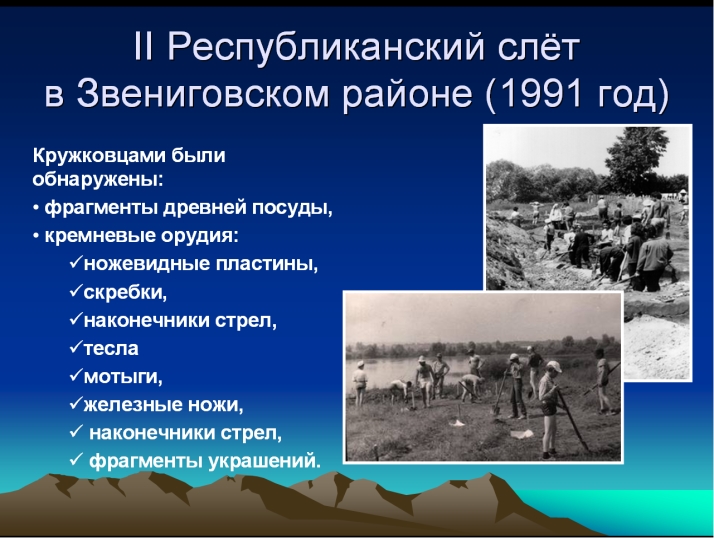 II Республиканский слёт
в Звениговском районе (1991 год)
Кружковцами были
обнаружены:
• фрагменты древней посуды,
• кремневые орудия:
✓ножевидные пластины,
✓скребки,
✓наконечники стрел,
✓тесла
✓мотыги,
✓железные ножи,
✓ наконечники стрел,
✓ фрагменты украшений.